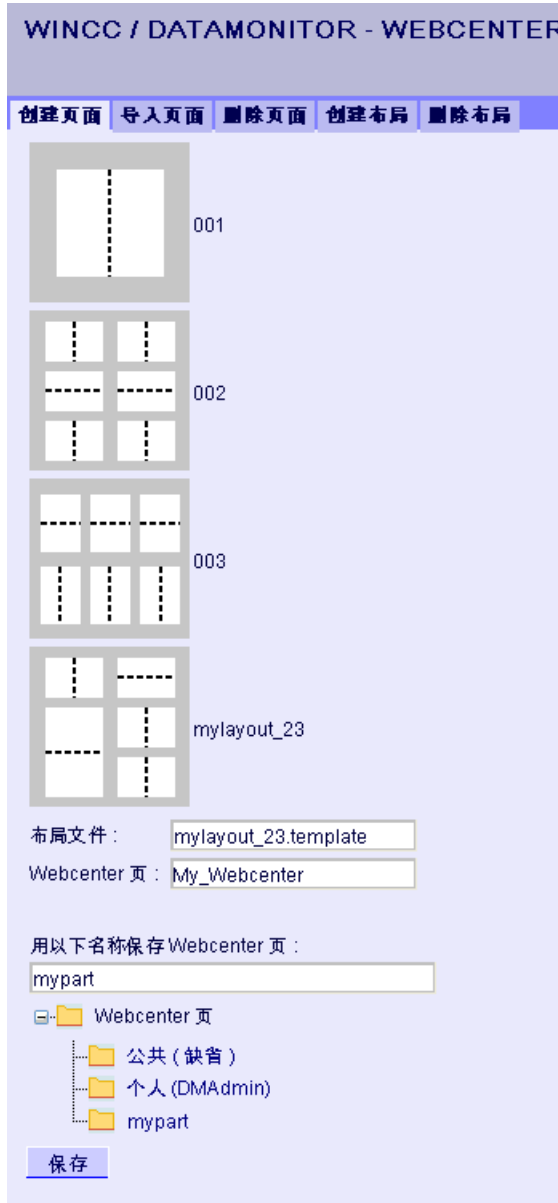 WINCC / DATAMONITOR - WEBCENTER
创建页面 导入页面 删除页面 创建布局 删除布局
001
002
003
mylayout_23
布局文件： mylayout_23.template
Webcenter 页： My_Webcenter
用以下名称保存 Webcenter 页：
mypart
Webcenter 页
公共 ( 缺省 )
个人 (DMAdmin)
mypart
保存